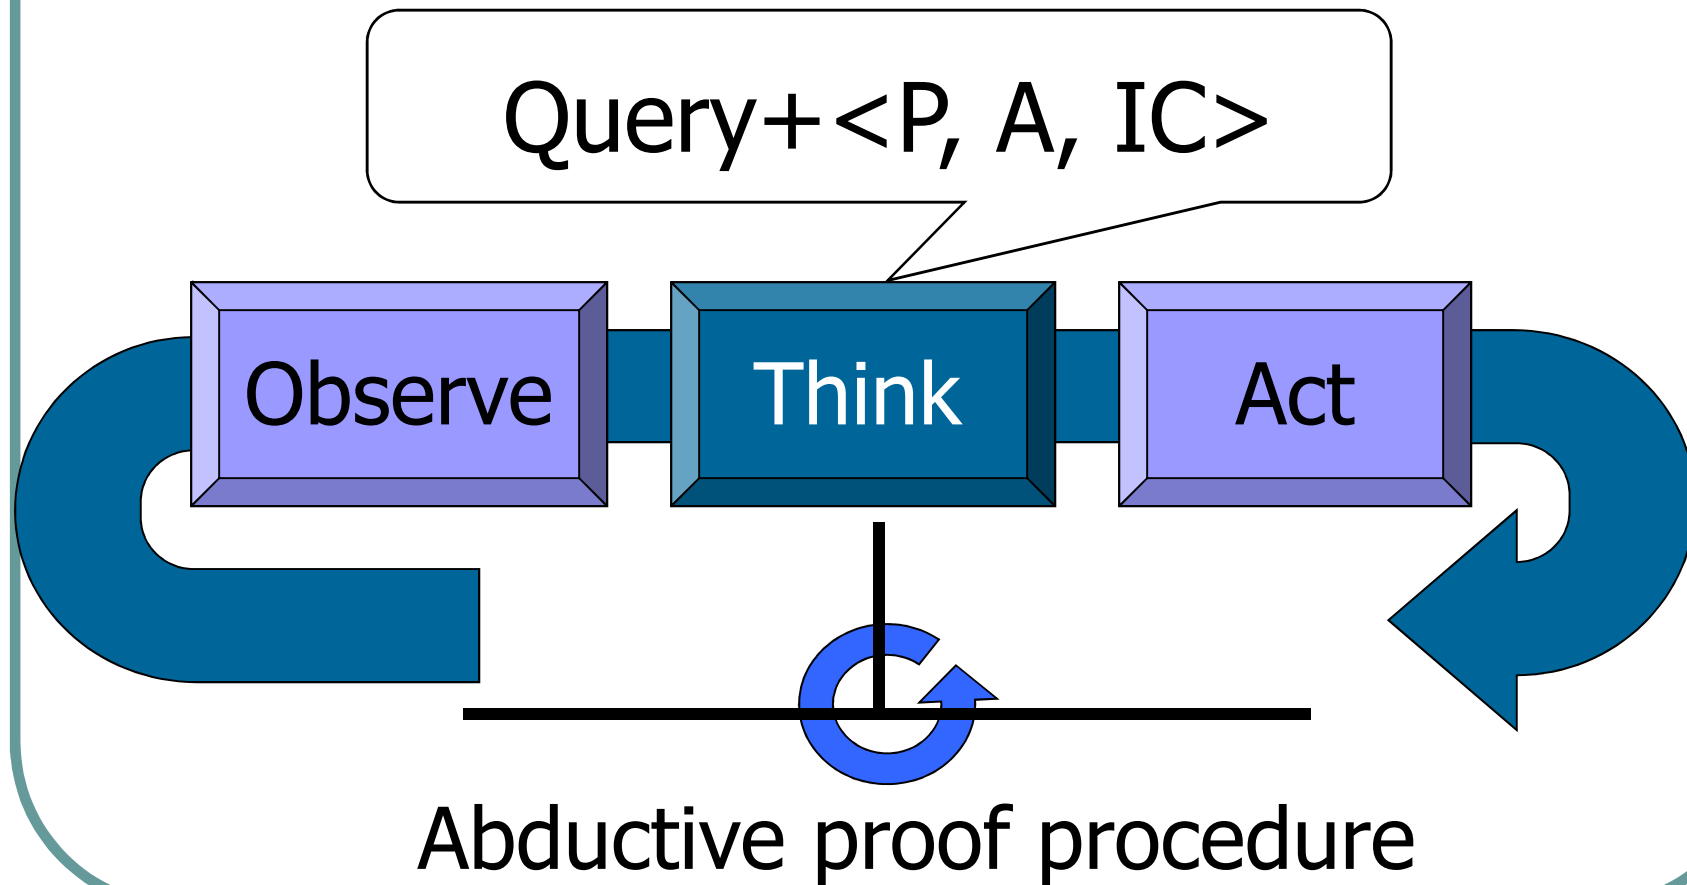 Query+<P, A, IC>
Observe
Think
Act
Abductive proof procedure